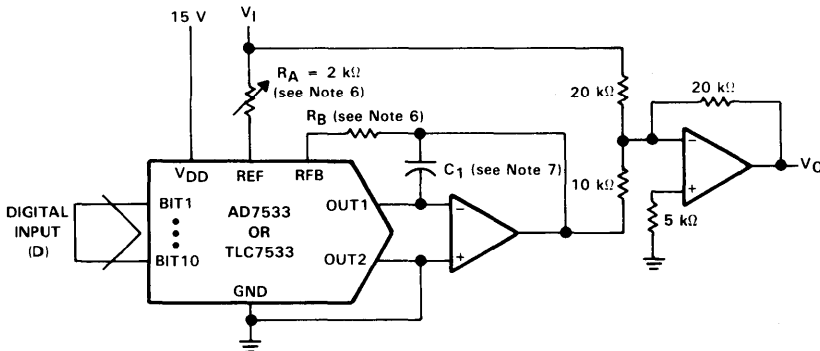 15 V
VI
RA = 2 kΩ
(see Note 6)
RB (see Note 6)
20 kΩ
20 kΩ
C1 (see Note 7)
10 kΩ
5 kΩ
VO
VDD
REF
RFB
DIGITAL
INPUT
(D)
BIT1
BIT10
AD7533
OR
TLC7533
OUT1
OUT2
GND
−
+
−
+